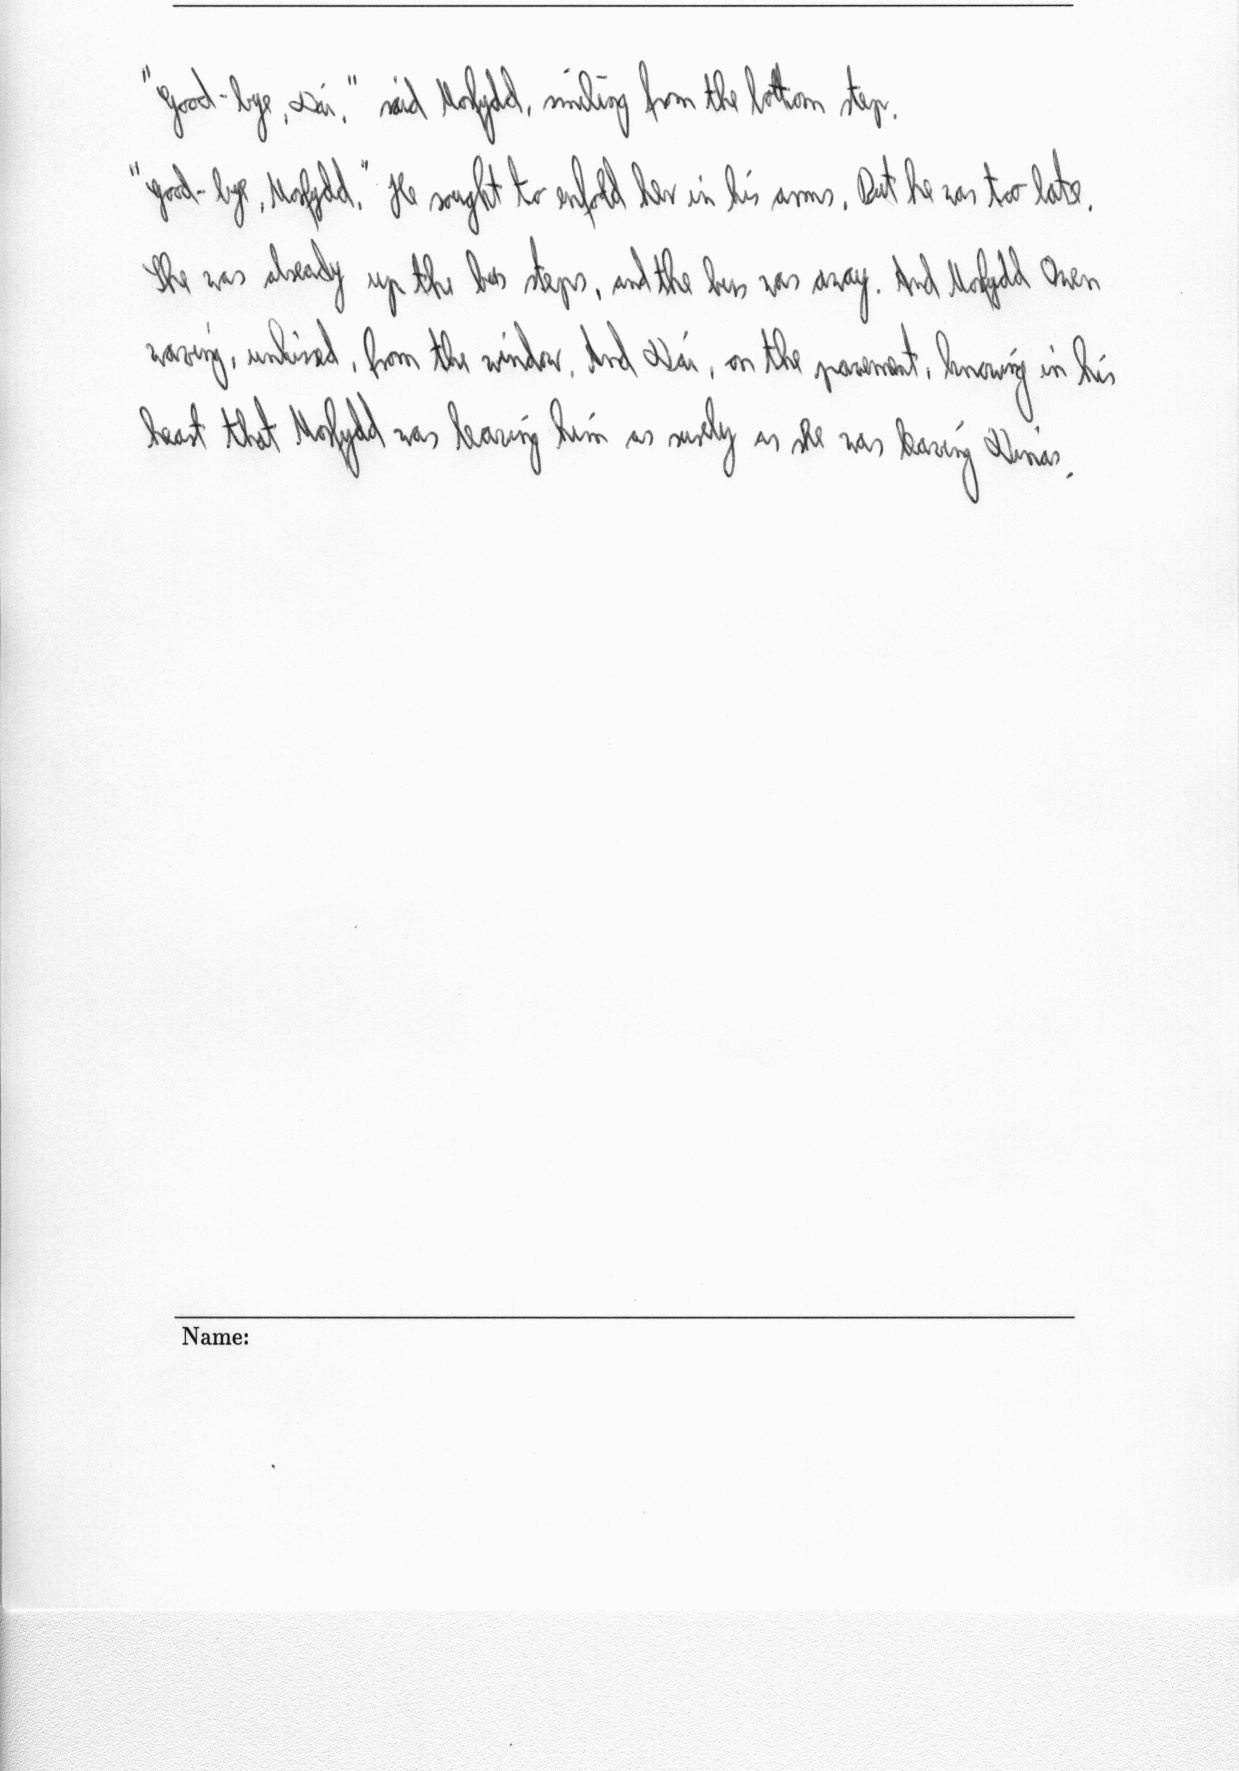 "Good-bye, Dai," said Morfydd, smiling from the bottom step.
"Good-bye, Morfydd." He sought to enfold her in his arms. But he was too late.
She was already up the bus steps, and the bus was away. And Morfydd Owen
waving, unkissed, from the window. And Dai, on the pavement, knowing in his
heart that Morfydd was leaving him as surely as she was leaving Dinas.
Name: